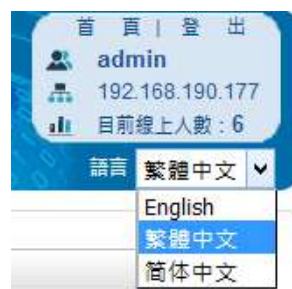 首 頁 | 登 出
admin
192.168.190.177
目前線上人數：6
語言 繁體中文
English
繁體中文
简体中文